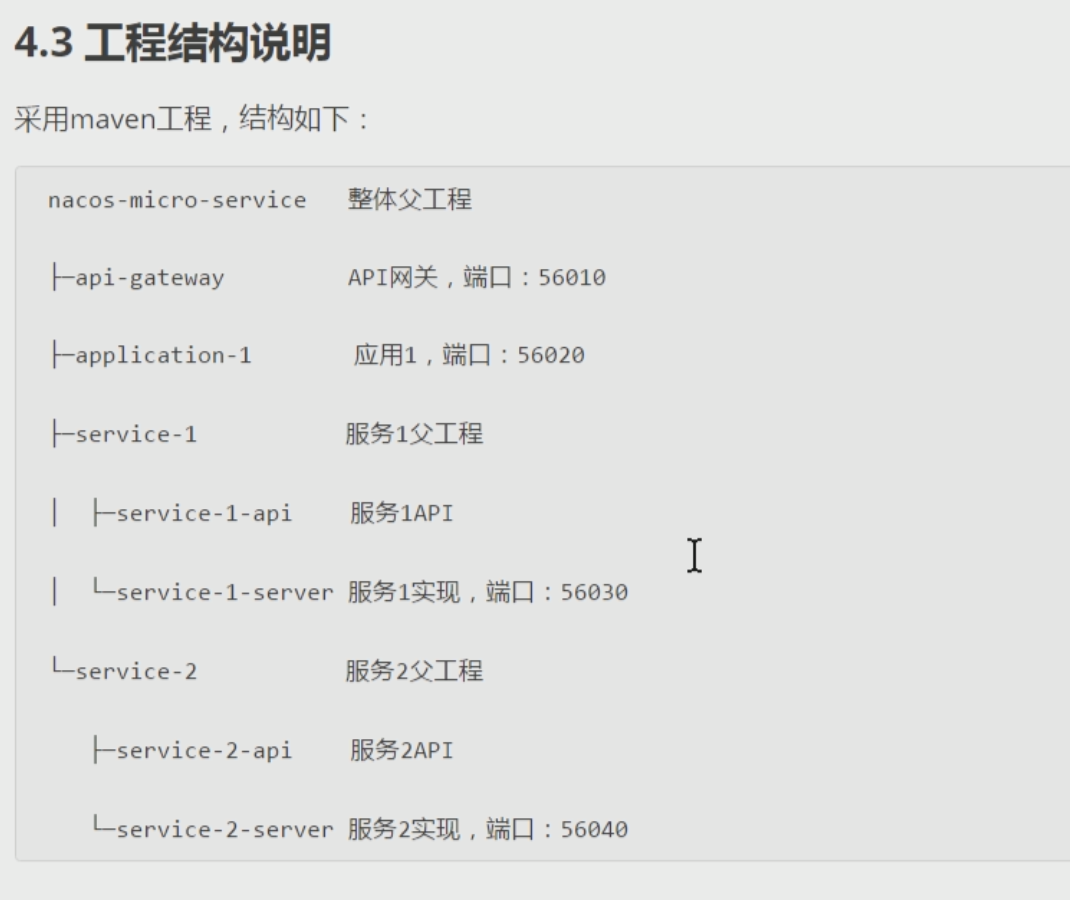 4.3 工程结构说明
采用maven工程，结构如下：
nacos-micro-service   整体父工程
├─api-gateway         API网关，端口：56010
├─application-1       应用1，端口：56020
├─service-1           服务1父工程
│  ├─service-1-api    服务1API
│  └─service-1-server 服务1实现，端口：56030
└─service-2           服务2父工程
   ├─service-2-api    服务2API
   └─service-2-server 服务2实现，端口：56040